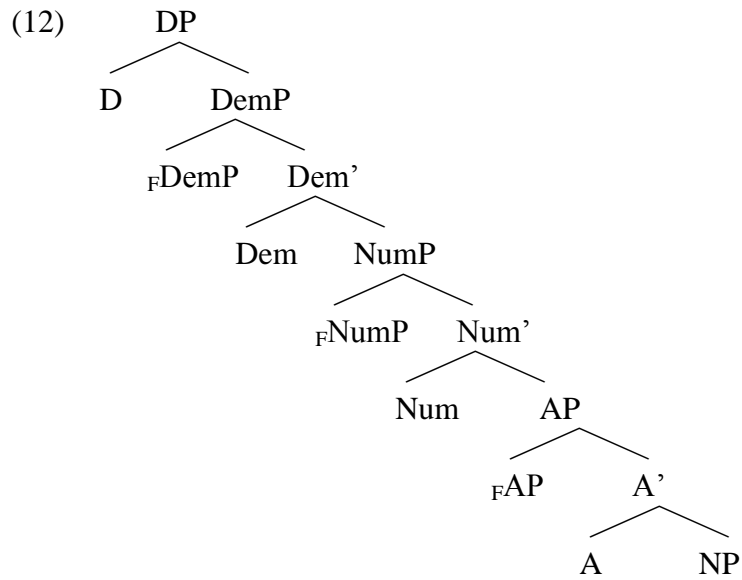 (12) DP
D DemP
FDemP Dem’
Dem NumP
FNumP Num’
Num AP
FAP A’
A NP